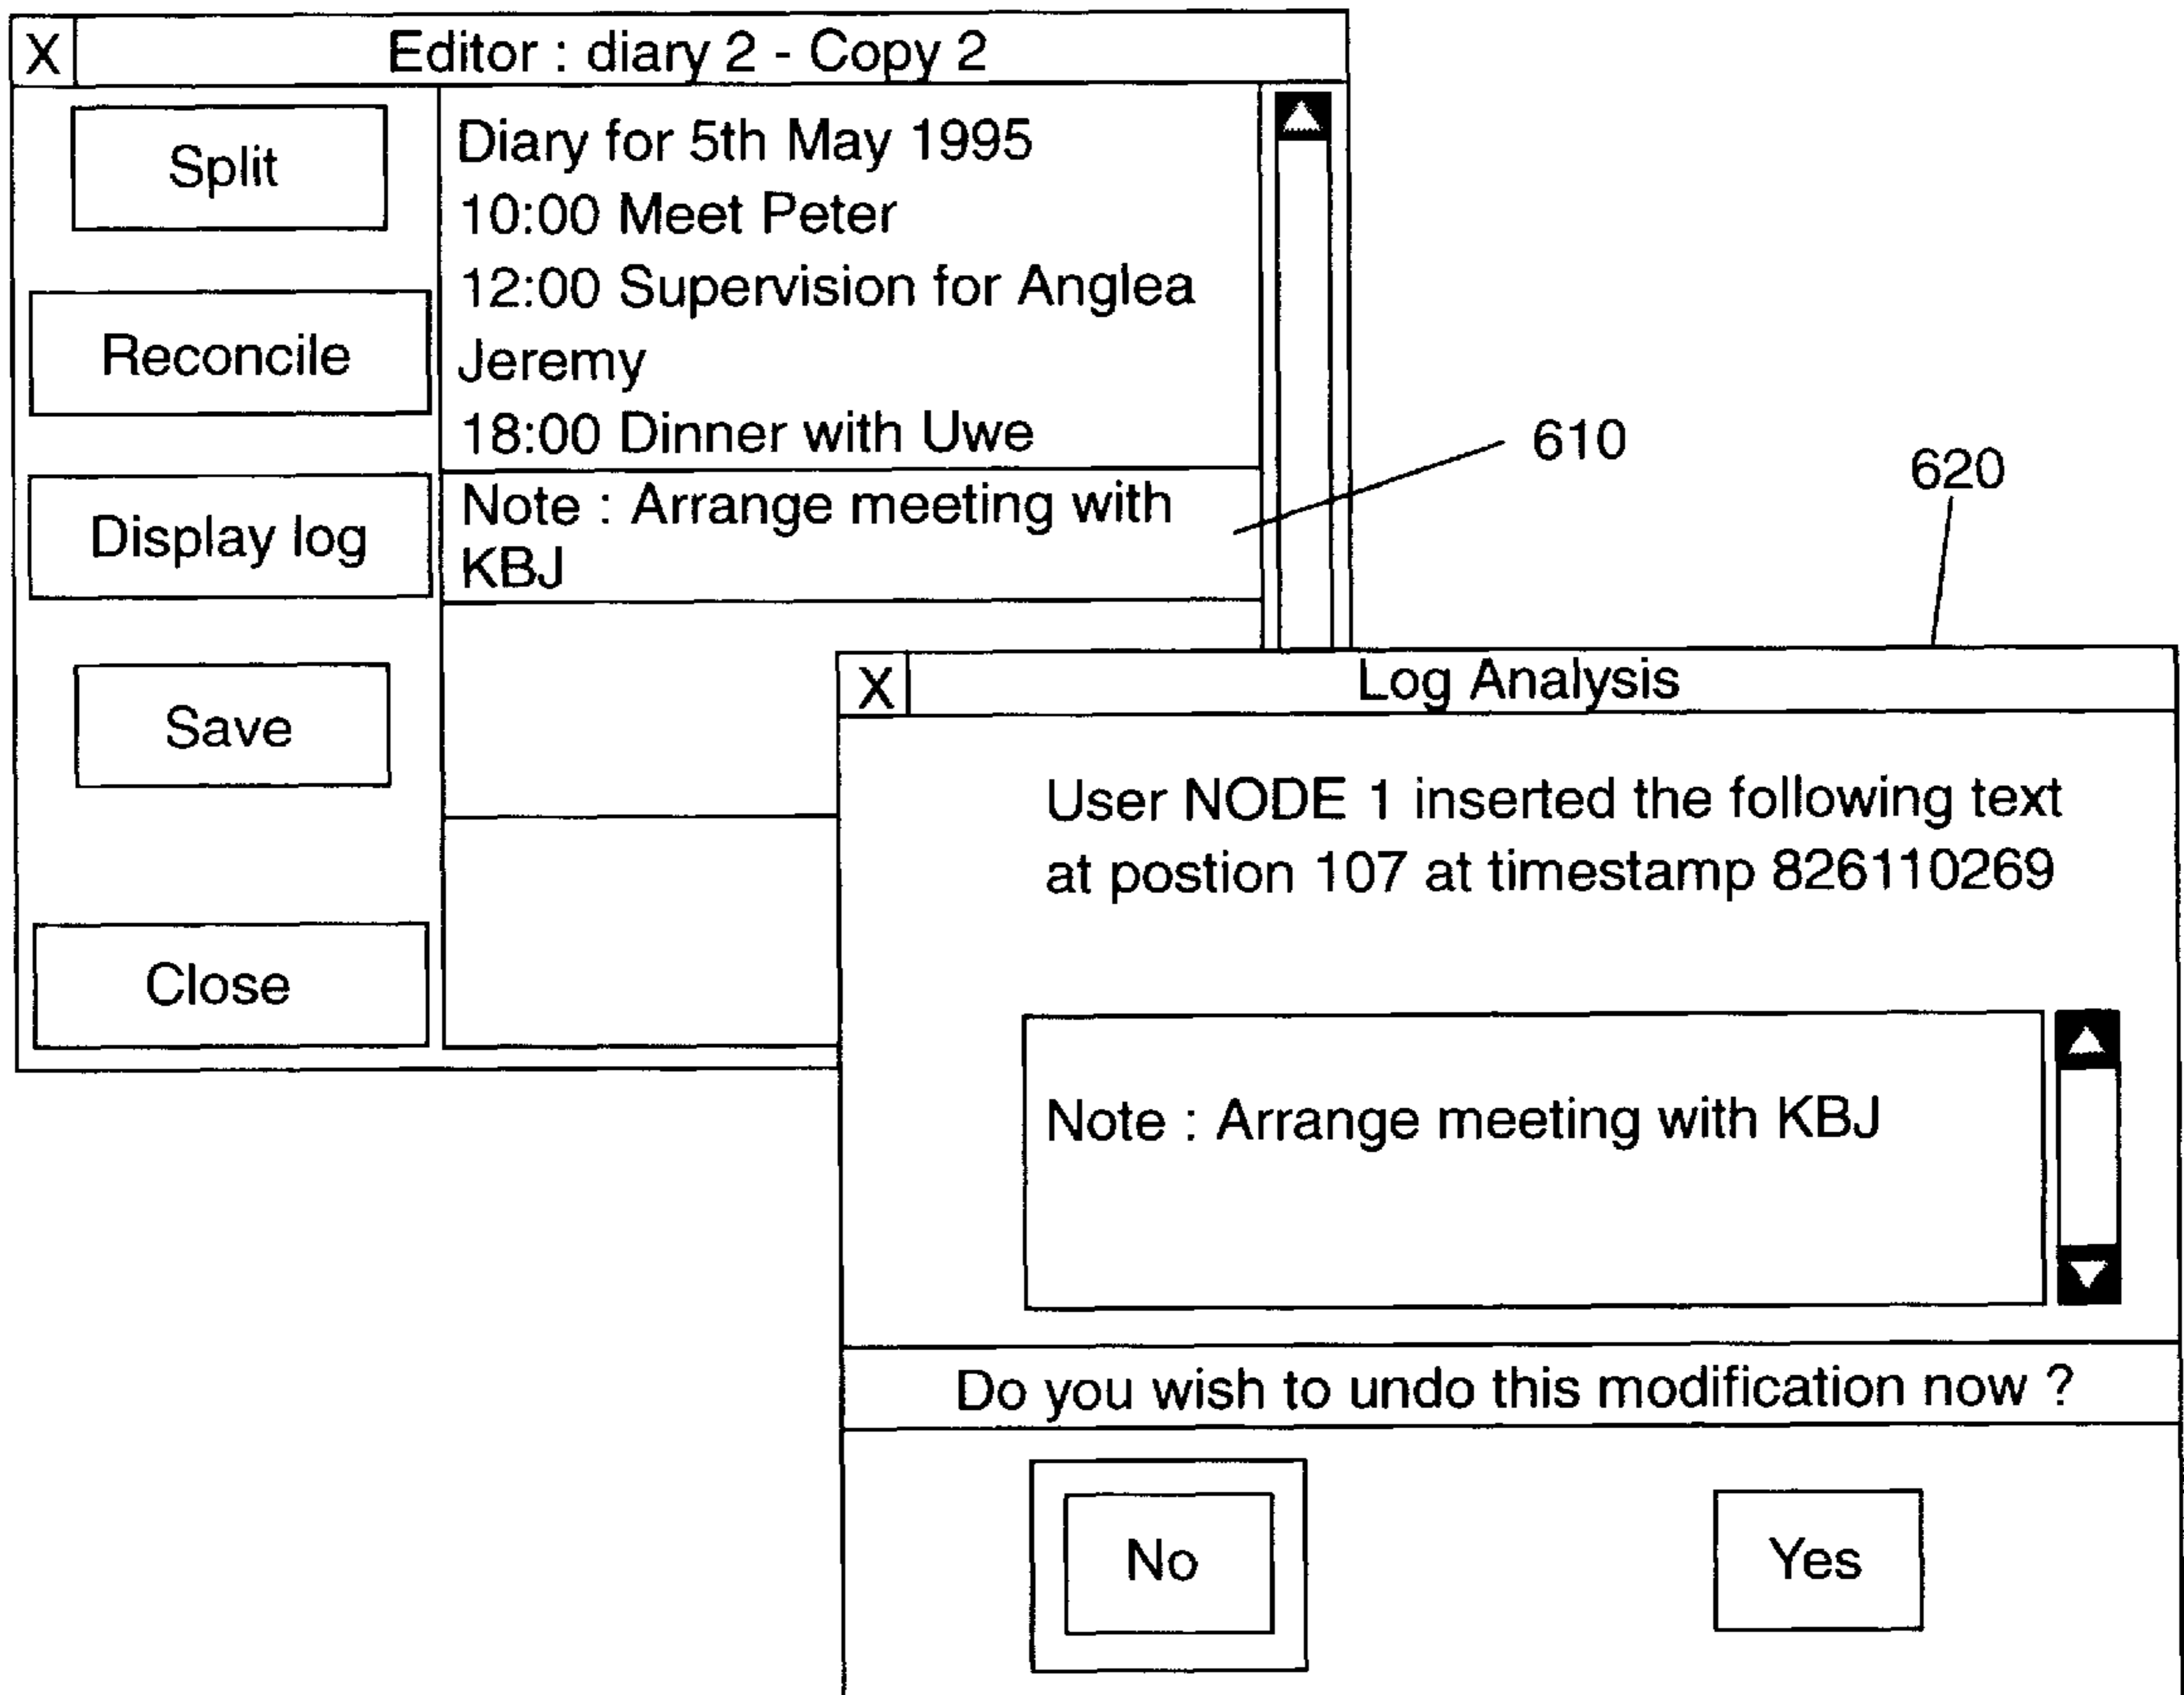 X
Editor : diary 2 - Copy 2
Split
Reconcile
Display log
Save
Close
Diary for 5th May 1995
10:00 Meet Peter
12:00 Supervision for Anglea
Jeremy
18:00 Dinner with Uwe
Note : Arrange meeting with
KBJ
610
620
X
Log Analysis
User NODE 1 inserted the following text
at postion 107 at timestamp 826110269
Note : Arrange meeting with KBJ
Do you wish to undo this modification now ?
No
Yes